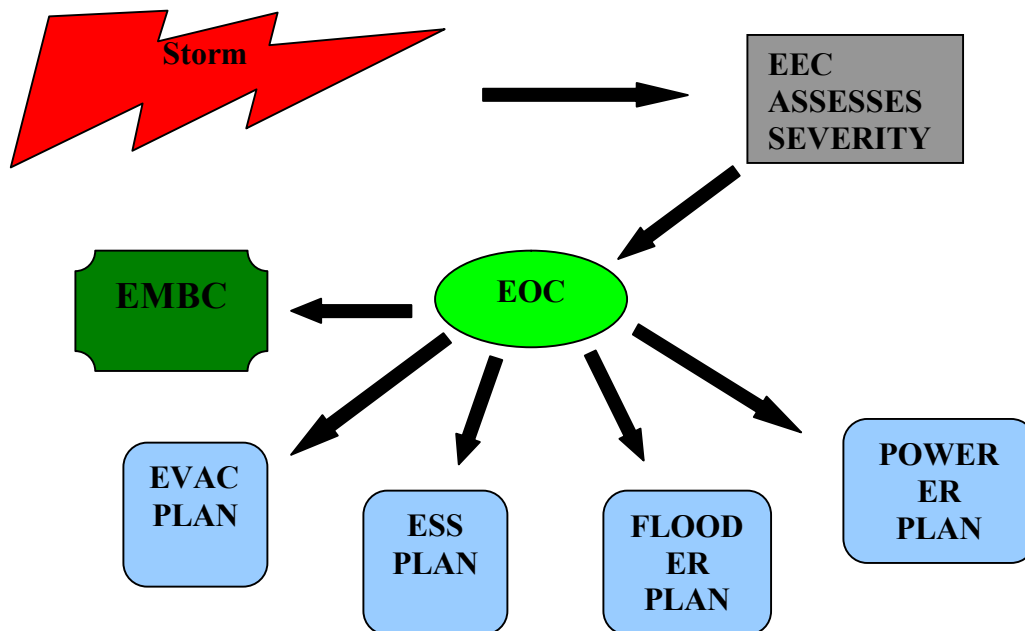 Storm
EEC
ASSESSES
SEVERITY
EMBC
EOC
EVAC
PLAN
ESS
PLAN
FLOOD
ER
PLAN
POWER
ER
PLAN